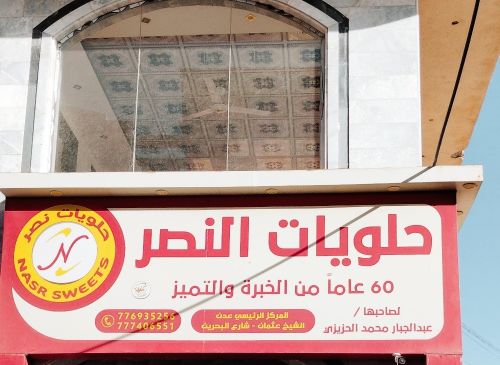 حلويات نصر
N
NASR SWEETS
حلويات النصر
60 عاماً من الخبرة والتميز
لصاحبها /
عبدالجبار محمد الحزيزي
المركز الرئيسي عدن
الشيخ عثمان - شارع البحرين
776935256
777406551